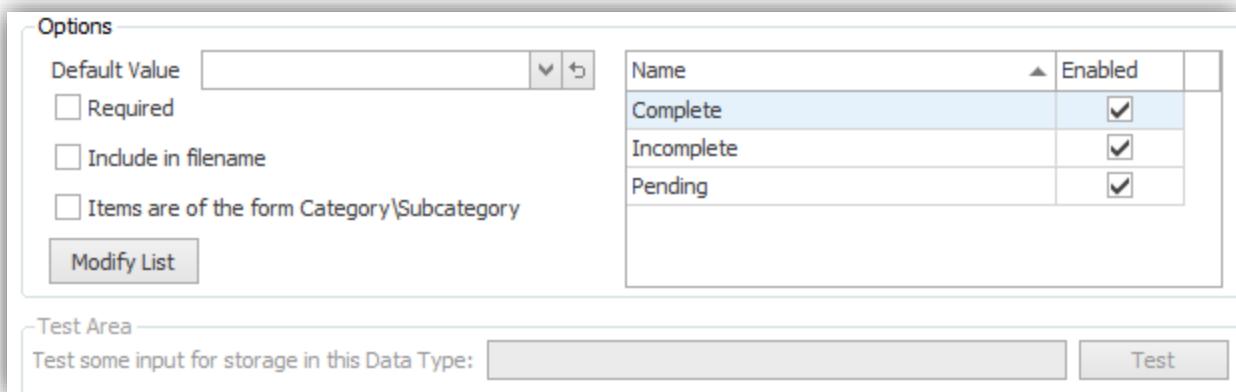 Options
Default Value
Required
Include in filename
Items are of the form Category\Subcategory
Modify List
Name Enabled
Complete
Incomplete
Pending
Test Area
Test some input for storage in this Data Type: Test